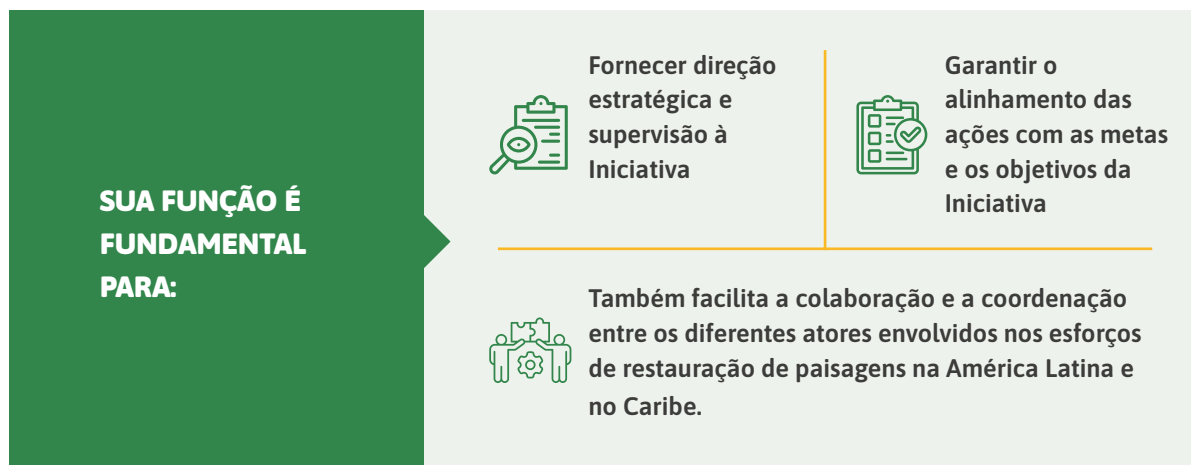 SUA FUNÇÃO É
FUNDAMENTAL
PARA:
Fornecer direção
estratégica e
supervisão à
Iniciativa
Garantir o
alinhamento das
ações com as metas
e os objetivos da
Iniciativa
Também facilita a colaboração e a coordenação
entre os diferentes atores envolvidos nos esforços
de restauração de paisagens na América Latina e
no Caribe.